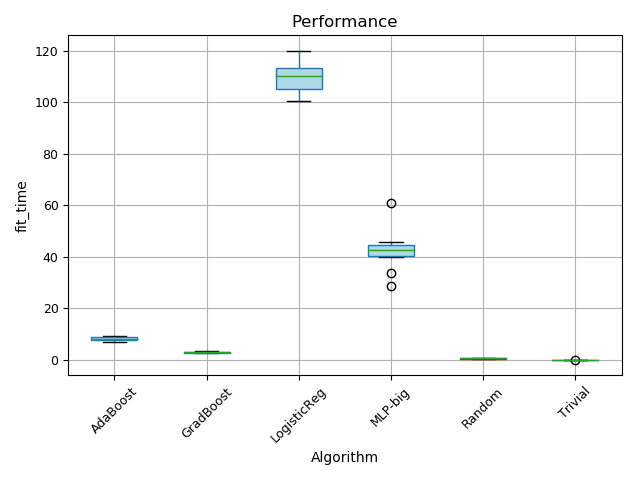 Performance
fit_time
120
100
80
60
40
20
0
AdaBoost
GradBoost
LogisticReg
MLP-big
Random
Trivial
Algorithm